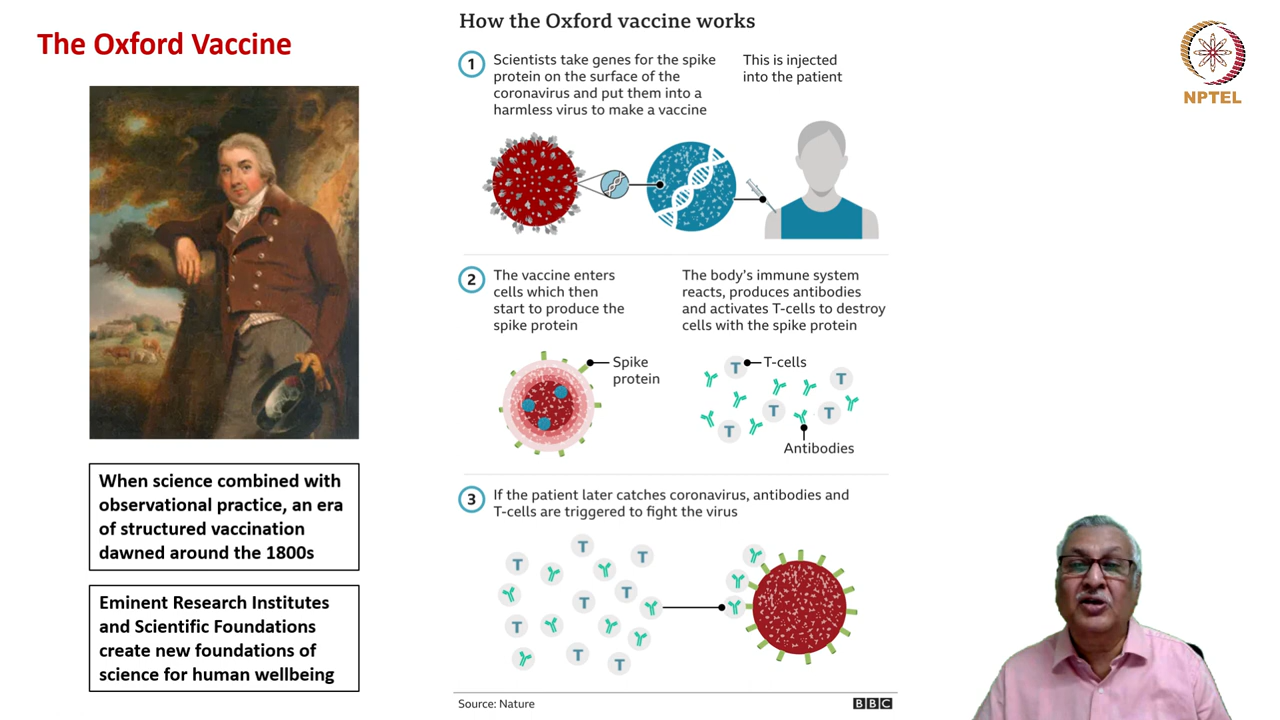 The Oxford Vaccine
When science combined with
observational practice, an era
of structured vaccination
dawned around the 1800s
Eminent Research Institutes
and Scientific Foundations
create new foundations of
science for human wellbeing
How the Oxford vaccine works
1
Scientists take genes for the spike
protein on the surface of the
coronavirus and put them into a
harmless virus to make a vaccine
This is injected
into the patient
2
The vaccine enters
cells which then
start to produce the
spike protein
The body's immune system
reacts, produces antibodies
and activates T-cells to destroy
cells with the spike protein
Spike
protein
T
T-cells
T
T
T
T
Antibodies
3
If the patient later catches coronavirus, antibodies and
T-cells are triggered to fight the virus
T
T
T
T
T
T
T
T
Source: Nature
BBC
NPTEL